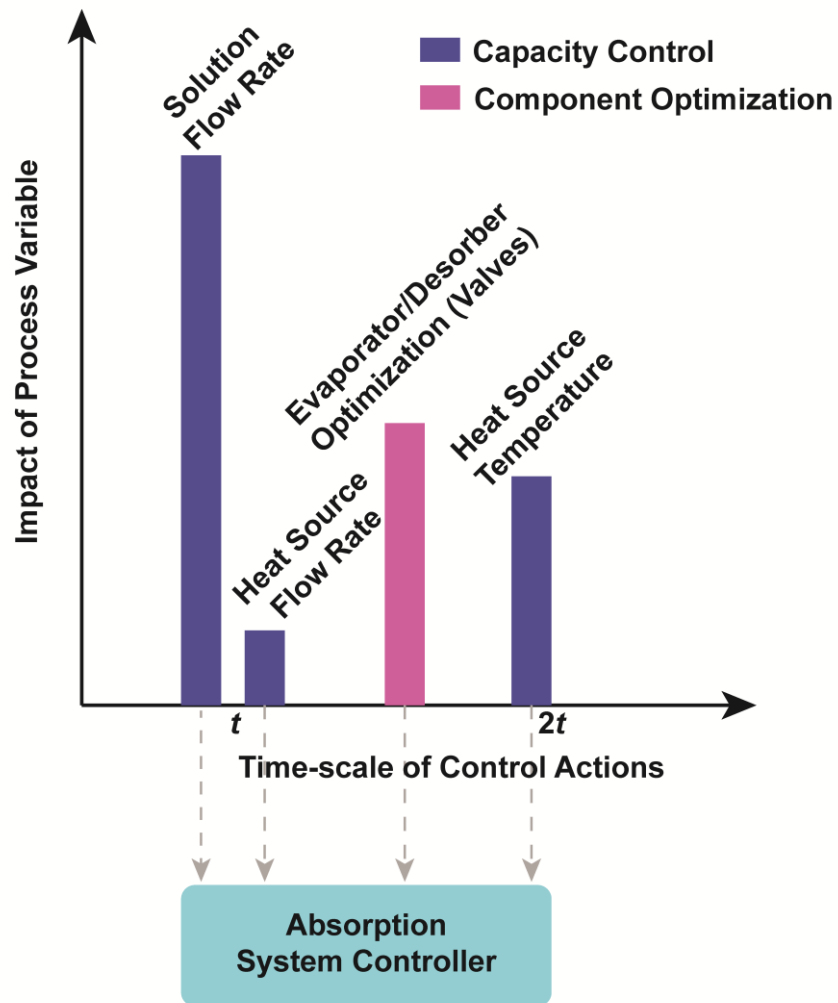 Capacity Control
Component Optimization
Impact of Process Variable
Solution
Flow Rate
Heat Source
Flow Rate
Evaporator/Desorber
Optimization (Valves)
Heat Source
Temperature
t
2t
Time-scale of Control Actions
Absorption
System Controller